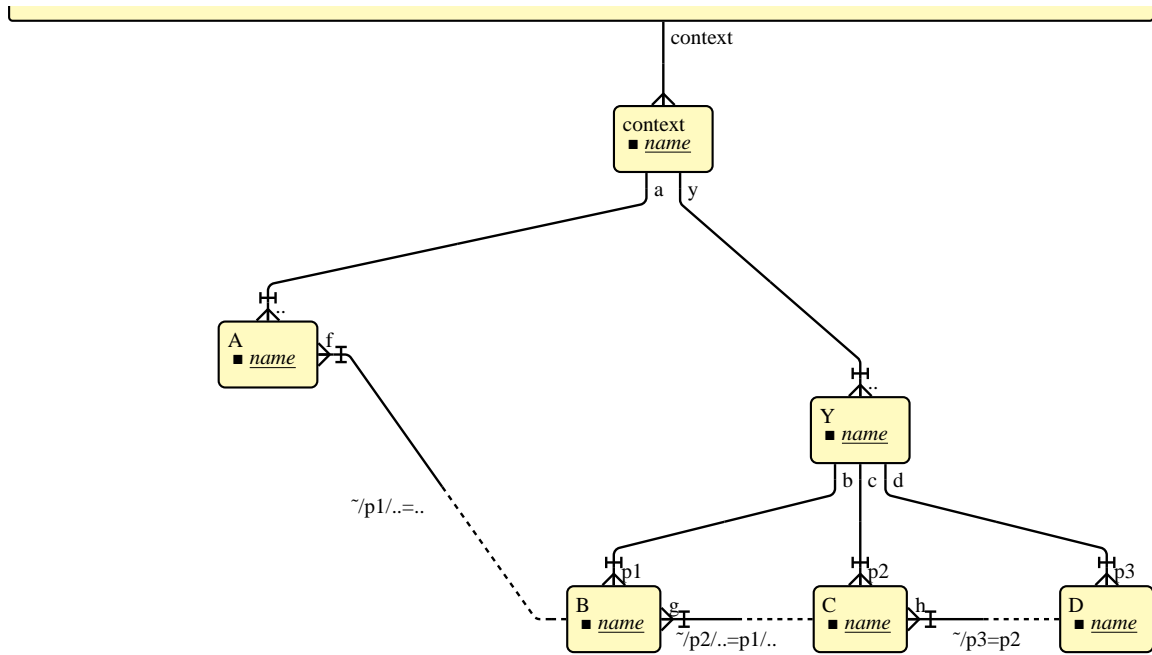 context
context
■ name
a y
..
A
f
■ name
..
Y
■ name
b c d
~/p1/..=..
p1 p2 p3
B
g
C
h
D
■ name
■ name
■ name
~/p2/..=p1/..
~/p3=p2